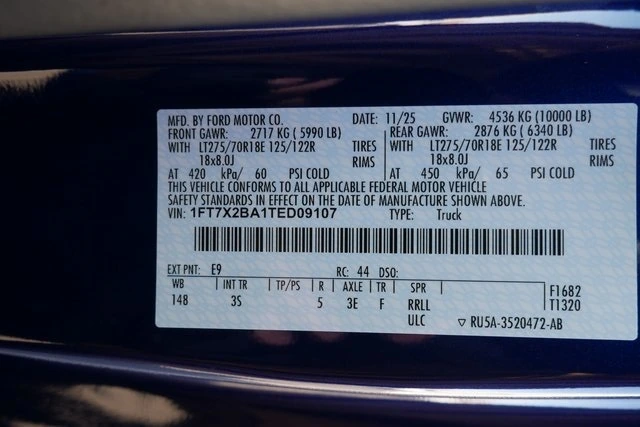 MFD. BY FORD MOTOR CO. DATE: 11/25 GVWR: 4536 KG (10000 LB)
FRONT GAWR: 2717 KG ( 5990 LB) REAR GAWR: 2876 KG ( 6340 LB)
WITH LT275/70R18E 125/122R TIRES WITH LT275/70R18E 125/122R TIRES
18x8.0J RIMS 18x8.0J RIMS
AT 420 kPa/ 60 PSI COLD AT 450 kPa/ 65 PSI COLD
THIS VEHICLE CONFORMS TO ALL APPLICABLE FEDERAL MOTOR VEHICLE
SAFETY STANDARDS IN EFFECT ON THE DATE OF MANUFACTURE SHOWN ABOVE.
VIN: 1FT7X2BA1TED09107 TYPE: Truck
EXT PNT: E9 RC: 44 DSO:
WB INT TR TP/PS R AXLE TR SPR F1682
148 3S 5 3E F RRLL T1320
ULC ▽ RU5A-3520472-AB